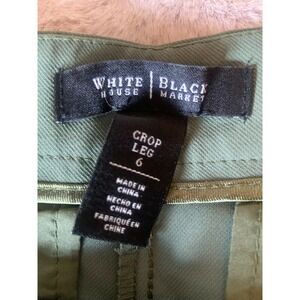 WHITE | BLACK
HOUSE | MARKET
CROP
LEG
6
MADE IN
CHINA
HECHO EN
CHINA
FABRIQUÉ EN
CHINE